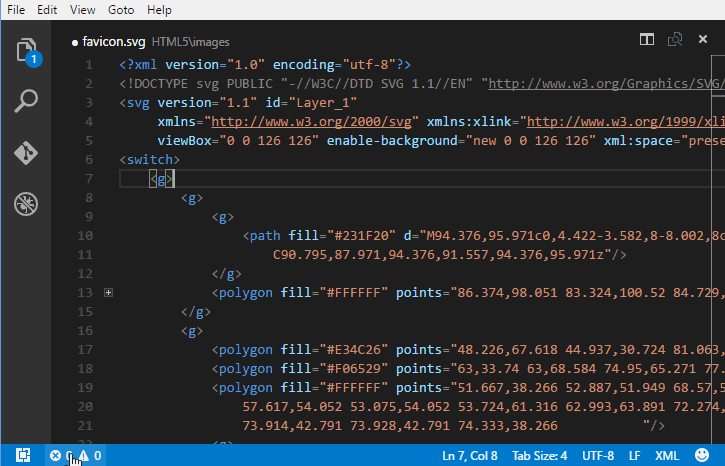 File Edit View Goto Help
favicon.svg HTML5\images
1
1 <?xml version="1.0" encoding="utf-8"?>
2 <!DOCTYPE svg PUBLIC "-//W3C//DTD SVG 1.1//EN" "http://www.w3.org/Graphics/SVG/
3 <svg version="1.1" id="Layer_1"
4 xmlns="http://www.w3.org/2000/svg" xmlns:xlink="http://www.w3.org/1999/xli
5 viewBox="0 0 126 126" enable-background="new 0 0 126 126" xml:space="prese
6 <switch>
7 <g>
8 <g>
9 <g>
10 <path fill="#231F20" d="M94.376,95.971c0,4.422-3.582,8-8.002,8c
11 C90.795,87.971,94.376,91.557,94.376,95.971z"/>
12 </g>
13 <polygon fill="#FFFFFF" points="86.374,98.051 83.324,100.52 84.729,
15 </g>
16 <g>
17 <polygon fill="#E34C26" points="48.226,67.618 44.937,30.724 81.063,
18 <polygon fill="#F06529" points="63,33.74 63,68.584 74.95,65.271 77.
19 <polygon fill="#FFFFFF" points="51.667,38.266 52.887,51.949 68.57,5
20 57.617,54.052 53.075,54.052 53.724,61.316 62.993,63.891 72.274,
21 73.914,42.791 73.928,42.791 74.333,38.266 "/>
<g>
0 0 Ln 7, Col 8 Tab Size: 4 UTF-8 LF XML